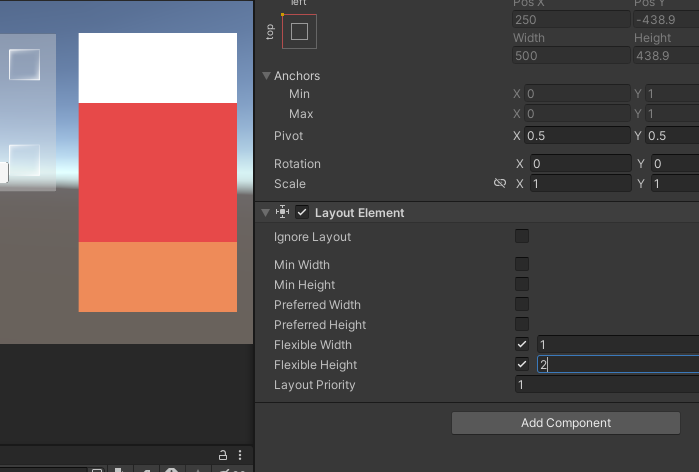 left
Pos X Pos Y
top
250 -438.9
Width Height
500 438.9
Anchors
Min X 0 Y 1
Max X 0 Y 1
Pivot X 0.5 Y 0.5
Rotation X 0 Y 0
Scale X 1 Y 1
Layout Element
Ignore Layout
Min Width
Min Height
Preferred Width
Preferred Height
Flexible Width 1
Flexible Height 2
Layout Priority 1
Add Component